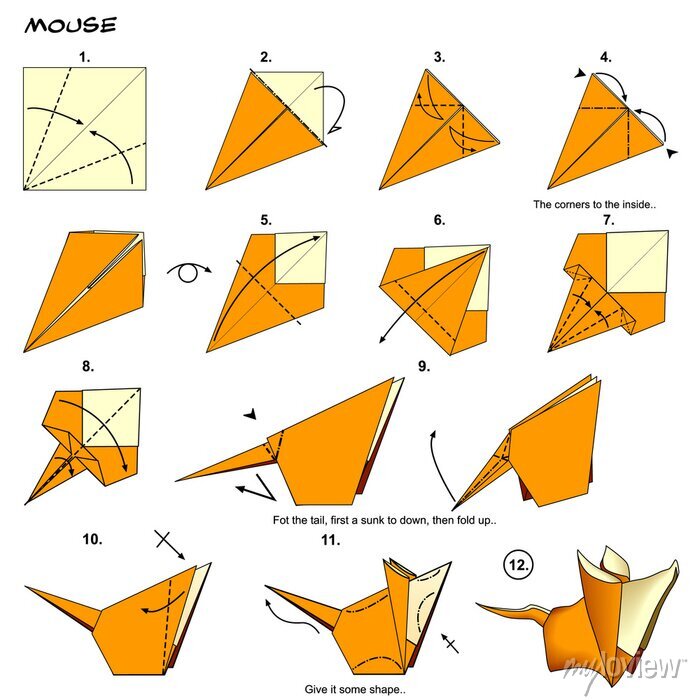 MOUSE
1.
2.
3.
4.
The corners to the inside..
5.
6.
7.
8.
9.
Fot the tail, first a sunk to down, then fold up..
10.
11.
12.
Give it some shape..
myloview